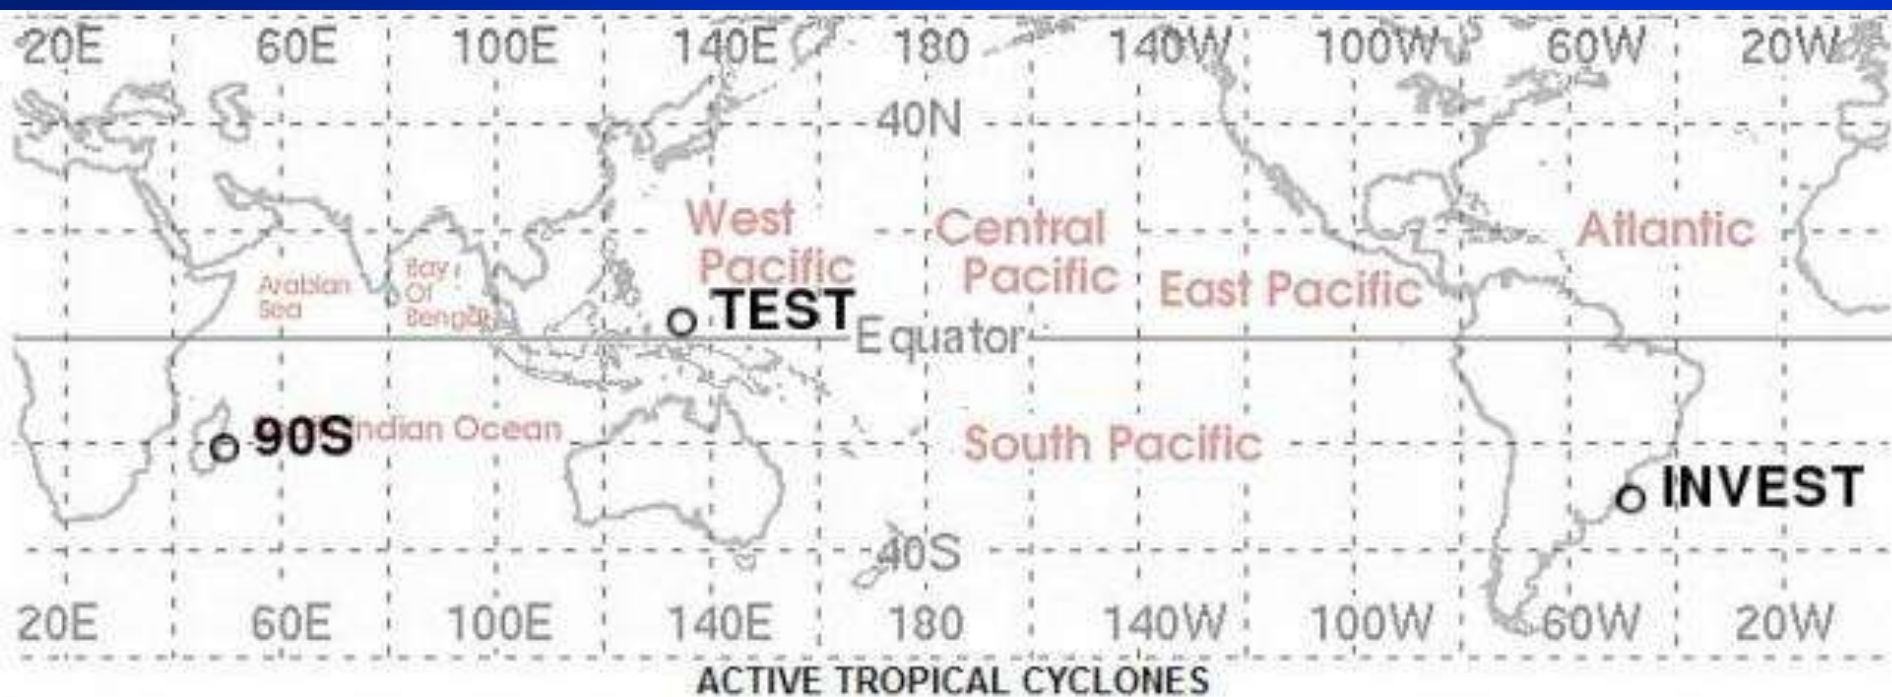 20E 60E 100E 140E 180 140W 100W 60W 20W
40N
West
Pacific
Central
Pacific
East Pacific
Atlantic
Arabian
Sea
Bay
Of
Bengal
TEST
Equator
90S
Indian Ocean
South Pacific
INVEST
40S
20E 60E 100E 140E 180 140W 100W 60W 20W
ACTIVE TROPICAL CYCLONES